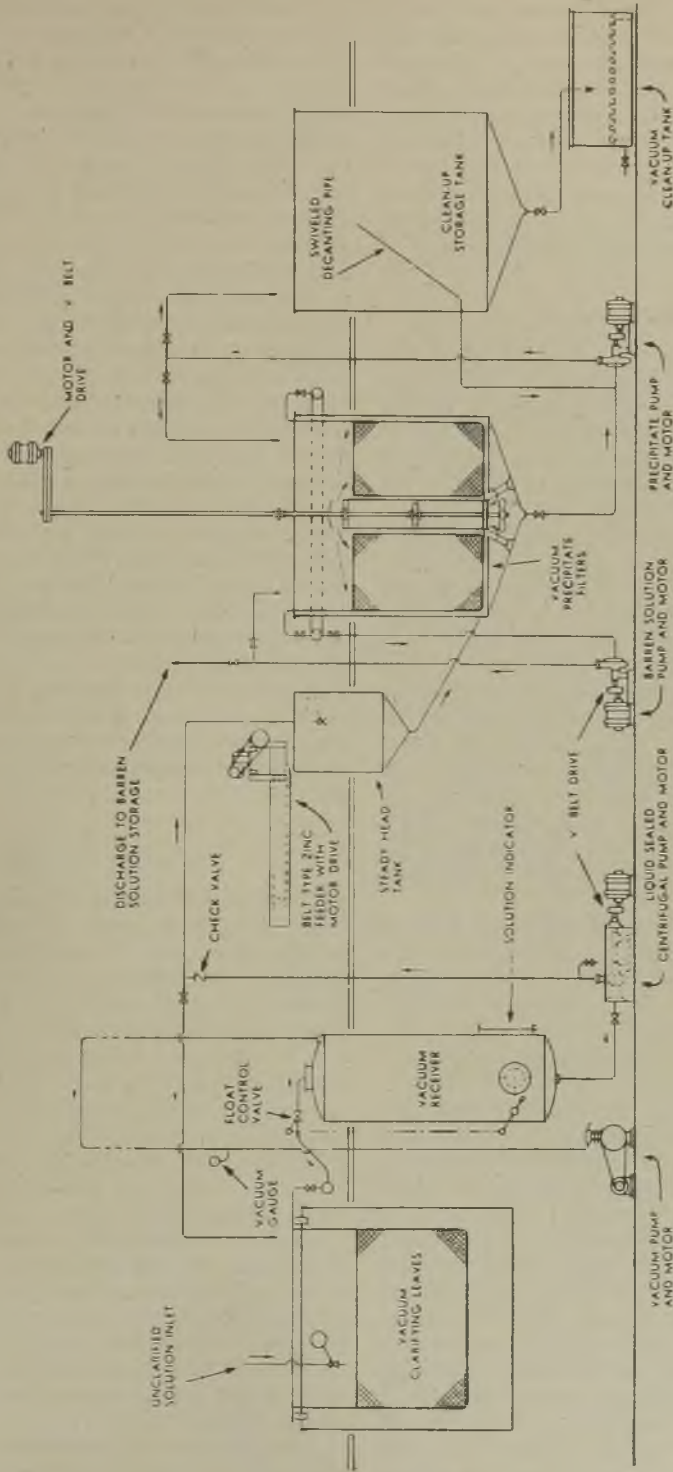 UNCLARIFIED
SOLUTION INLET
VACUUM
CLARIFYING LEAVES
VACUUM
GAUGE
FLOAT
CONTROL
VALVE
VACUUM
RECEIVER
VACUUM PUMP
AND MOTOR
CHECK VALVE
SOLUTION INDICATOR
LIQUID SEALED
CENTRIFUGAL PUMP AND MOTOR
V BELT DRIVE
DISCHARGE TO BARREN
SOLUTION STORAGE
BELT TYPE ZINC
FEEDER WITH
MOTOR DRIVE
STEADY HEAD
TANK
BARREN SOLUTION
PUMP AND MOTOR
MOTOR AND V BELT
DRIVE
VACUUM
PRECIPITATE
FILTERS
PRECIPITATE PUMP
AND MOTOR
SWIVELED
DECANTING PIPE
CLEAN-UP
STORAGE TANK
VACUUM
CLEAN-UP TANK